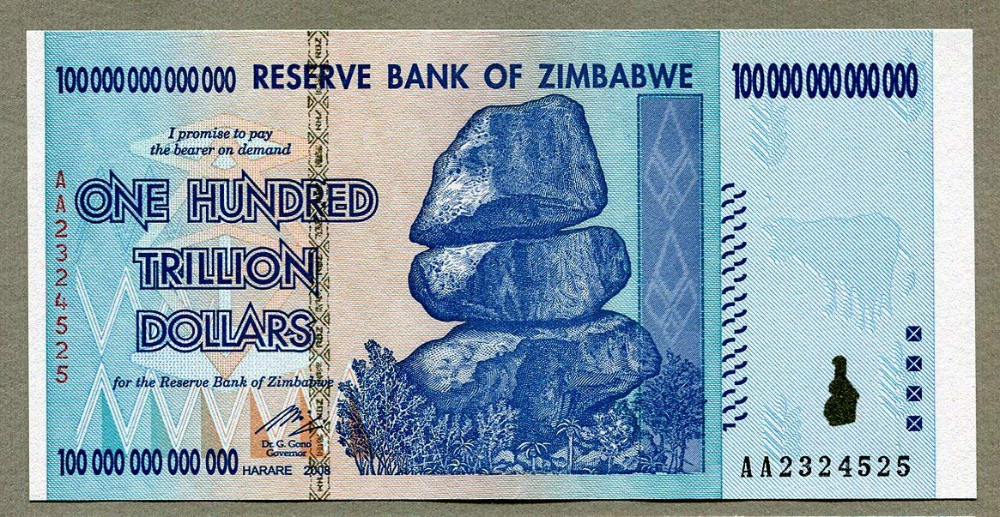 100 000 000 000 000 RESERVE BANK OF ZIMBABWE 100 000 000 000 000
I promise to pay
the bearer on demand
ONE HUNDRED
TRILLION
DOLLARS
for the Reserve Bank of Zimbabwe
Dr. G. Gono
Governor
100 000 000 000 000 HARARE 2008
AA2324525
AA2324525